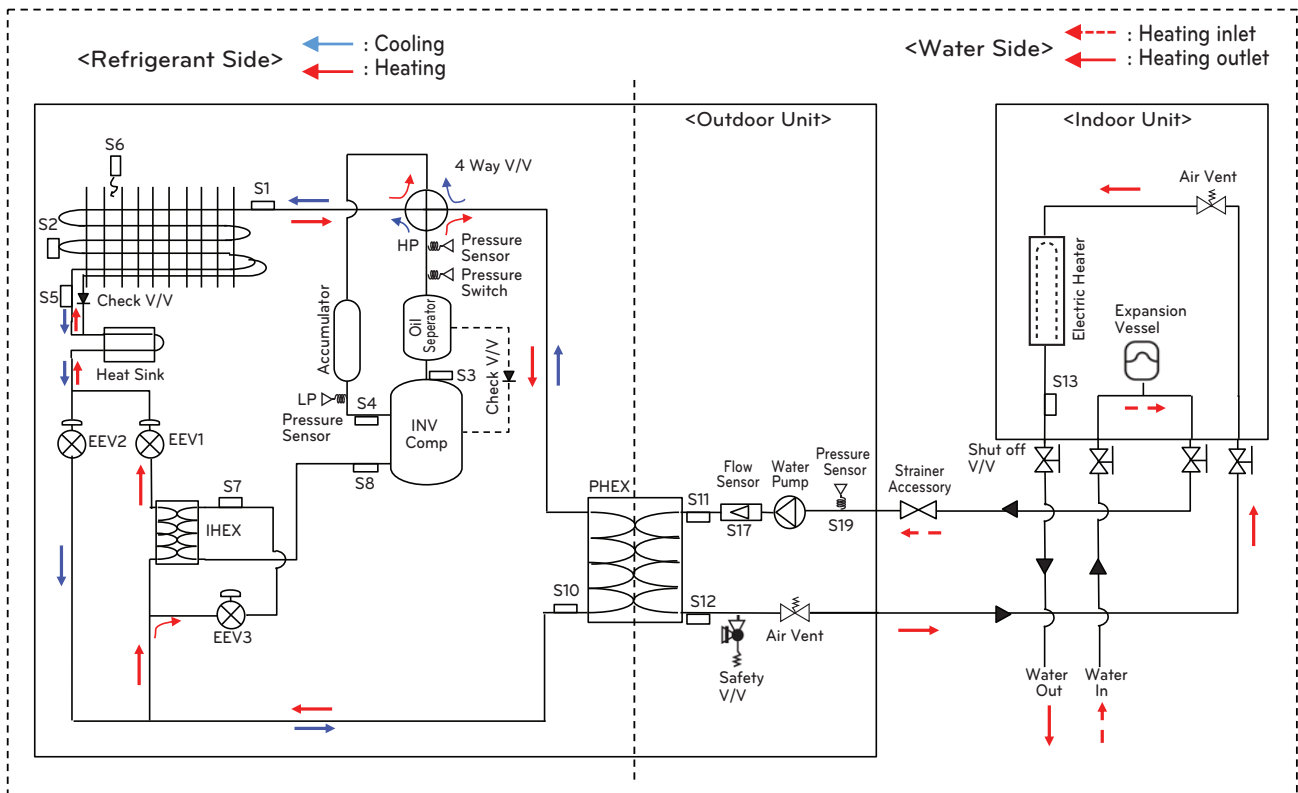 <Refrigerant Side>
: Cooling
: Heating
<Water Side>
: Heating inlet
: Heating outlet
<Outdoor Unit>
<Indoor Unit>
S6
S1
S2
S5
Check V/V
Heat Sink
4 Way V/V
HP
Pressure
Sensor
Pressure
Switch
Accumulator
Oil
Seperator
Check V/V
S3
LP
Pressure
Sensor
S4
INV
Comp
S8
EEV2
EEV1
S7
IHEX
EEV3
S10
PHEX
S11
Flow
Sensor
S17
Water
Pump
Pressure
Sensor
S19
Strainer
Accessory
S12
Safety
V/V
Air Vent
Air Vent
Electric Heater
Expansion
Vessel
S13
Shut off
V/V
Water
Out
Water
In